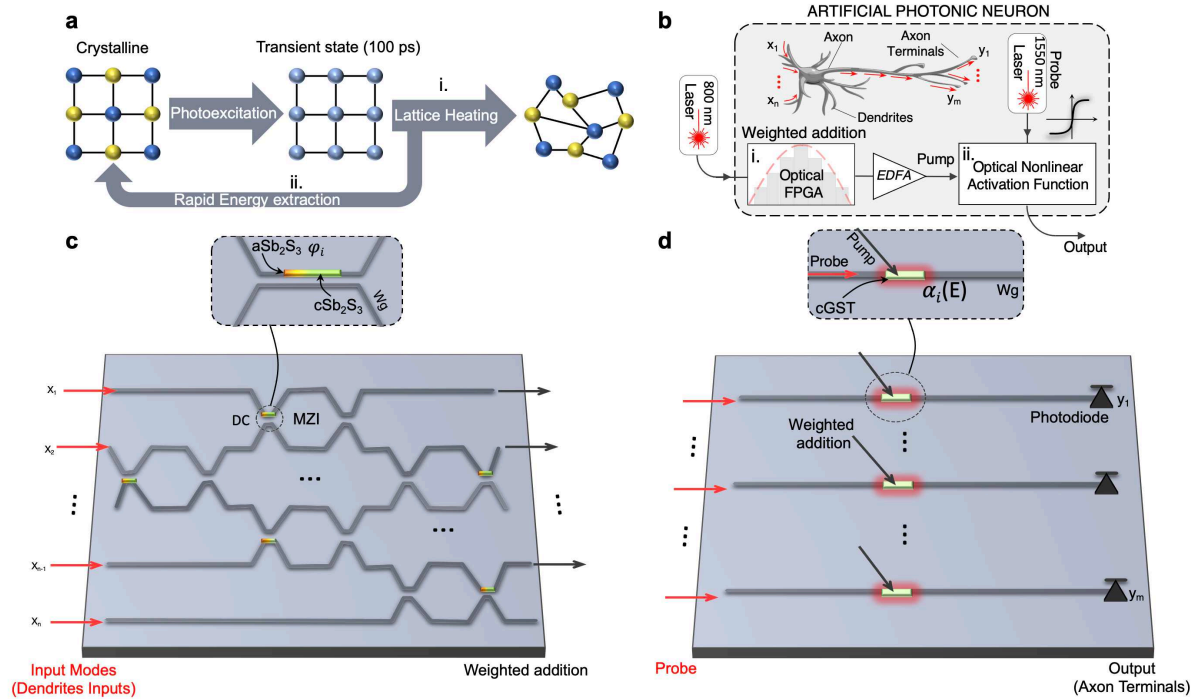 a
Crystalline
Transient state (100 ps)
Photoexcitation
i.
Lattice Heating
ii.
Rapid Energy extraction
b
ARTIFICIAL PHOTONIC NEURON
800 nm
Laser
x₁
xₙ
Axon
Axon
Terminals
y₁
yₘ
Dendrites
Probe
1550 nm
Laser
Weighted addition
i.
Optical
FPGA
EDFA
Pump
ii.
Optical Nonlinear
Activation Function
Output
c
aSb₂S₃ φᵢ
cSb₂S₃
Wg
X₁
DC
MZI
X₂
...
...
Xₙ₋₁
Xₙ
Input Modes
(Dendrites Inputs)
Weighted addition
d
Pump
Probe
cGST
αᵢ(E)
Wg
y₁
Photodiode
Weighted
addition
yₘ
Probe
Output
(Axon Terminals)